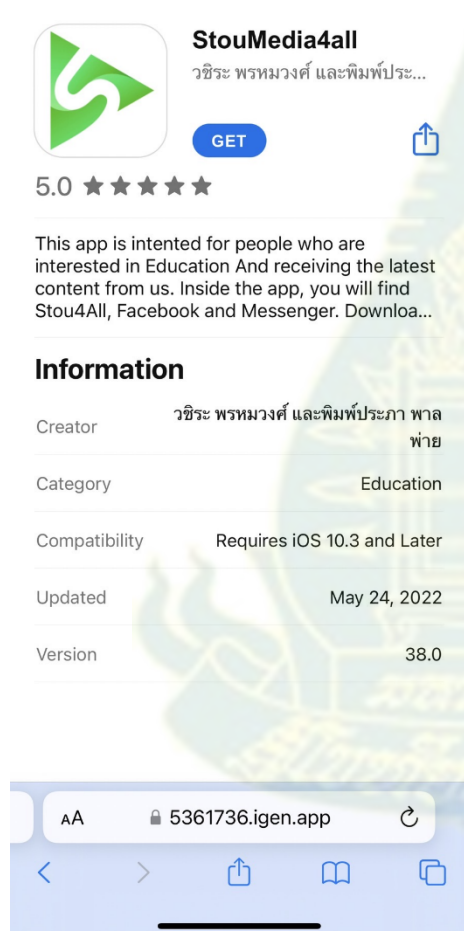 StouMedia4all
วชิระ พรหมวงศ์ และพิมพ์ประ...
GET
5.0
This app is intented for people who are
interested in Education And receiving the latest
content from us. Inside the app, you will find
Stou4All, Facebook and Messenger. Downloa...
Information
Creator
วชิระ พรหมวงศ์ และพิมพ์ประภา พาล
พ่าย
Category Education
Compatibility Requires iOS 10.3 and Later
Updated May 24, 2022
Version 38.0
AA 5361736.igen.app